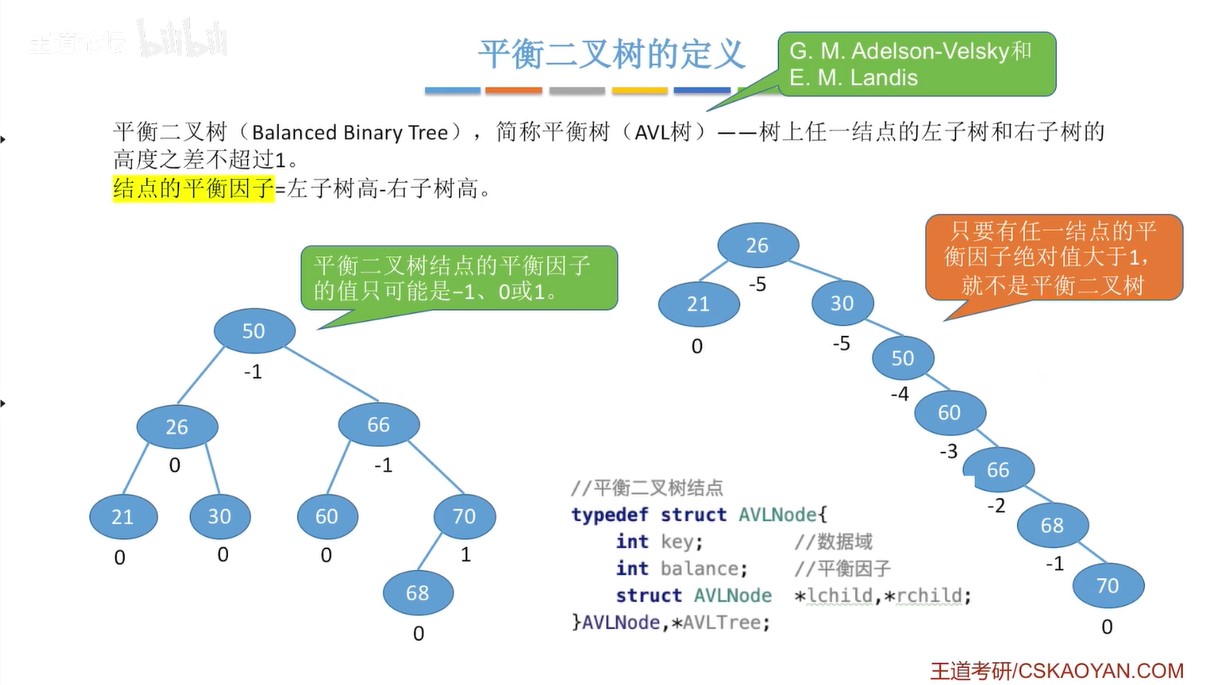 王道论坛 bilibili
平衡二叉树的定义
G. M. Adelson-Velsky和
E. M. Landis
平衡二叉树（Balanced Binary Tree），简称平衡树（AVL树）——树上任一结点的左子树和右子树的
高度之差不超过1。
结点的平衡因子=左子树高-右子树高。
平衡二叉树结点的平衡因子
的值只可能是−1、0或1。
50
-1
26
0
66
-1
21
0
30
0
60
0
70
1
68
0
只要有任一结点的平
衡因子绝对值大于1，
就不是平衡二叉树
26
-5
21
0
30
-5
50
-4
60
-3
66
-2
68
-1
70
0
//平衡二叉树结点
typedef struct AVLNode{
int key; //数据域
int balance; //平衡因子
struct AVLNode *lchild,*rchild;
}AVLNode,*AVLTree;
王道考研/CSKAOYAN.COM